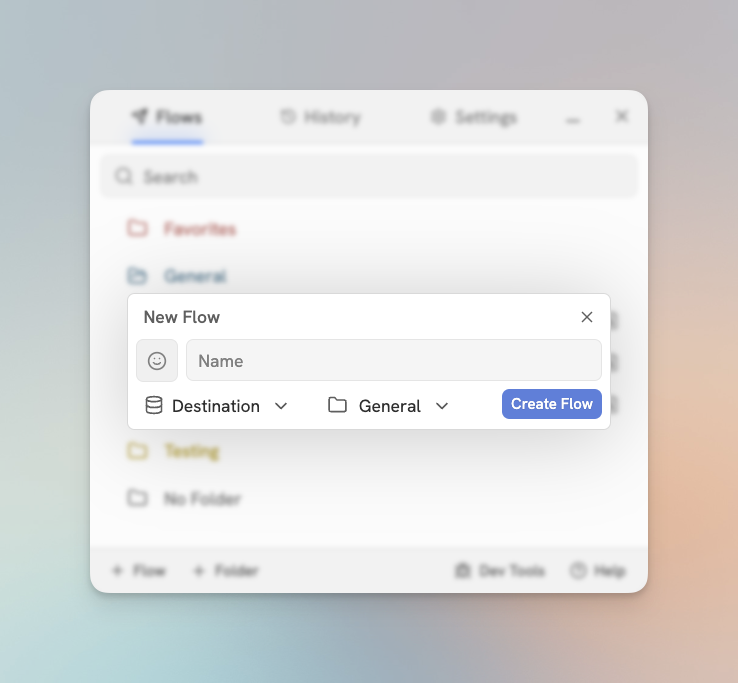 Flows History Settings
Search
Favorites
General
New Flow
Name
Destination General Create Flow
Testing
No Folder
+ Flow + Folder Dev Tools Help